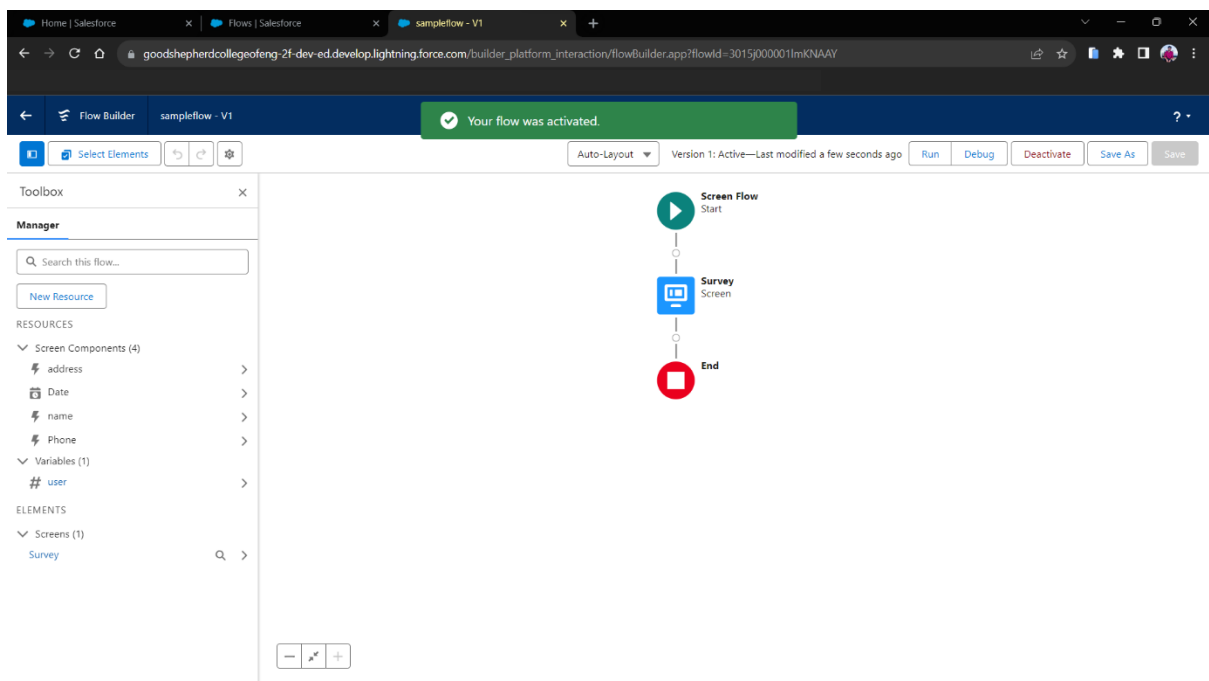 Home | Salesforce
Flows | Salesforce
sampleflow - V1
goodshepherdcollegeofeng-2f-dev-ed.develop.lightning.force.com/builder_platform_interaction/flowBuilder.app?flowId=3015j000001lmKNAAY
Flow Builder
sampleflow - V1
Your flow was activated.
?
Select Elements
Auto-Layout
Version 1: Active—Last modified a few seconds ago
Run
Debug
Deactivate
Save As
Save
Toolbox
Manager
Search this flow...
New Resource
RESOURCES
Screen Components (4)
address
Date
name
Phone
Variables (1)
# user
ELEMENTS
Screens (1)
Survey
Screen Flow
Start
Survey
Screen
End